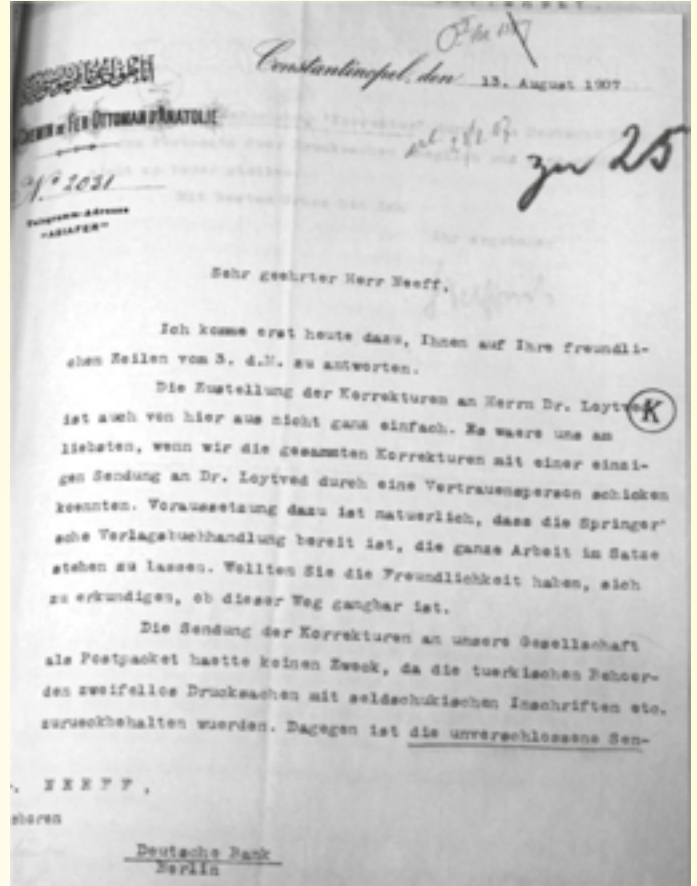 Constantinopel, den 13. August 1907
CHEMIN DE FER OTTOMAN D'ANATOLIE
zu 25
No 2031
Telegramm-Adresse
"ASIAFER"
Sehr geehrter Herr Neeff,
Ich komme erst heute dazu, Ihnen auf Ihre freundli-
chen Zeilen vom 3. d.M. zu antworten.
Die Zustellung der Korrekturen an Herrn Dr. Loytved
K
ist auch von hier aus nicht ganz einfach. Es waere uns am
liebsten, wenn wir die gesammten Korrekturen mit einer einzi-
gen Sendung an Dr. Loytved durch eine Vertrauensperson schicken
koennten. Voraussetzung dazu ist natuerlich, dass die Springer'
sche Verlagsbuchhandlung bereit ist, die ganze Arbeit im Satze
stehen zu lassen. Wollten Sie die Freundlichkeit haben, sich
zu erkundigen, ob dieser Weg gangbar ist.
Die Sendung der Korrekturen an unsere Gesellschaft
als Postpacket haette keinen Zweck, da die tuerkischen Behoer-
den zweifellos Drucksachen mit seldschukischen Inschriften etc.
zurueckbehalten wuerden. Dagegen ist die unverschlossene Sen-
NEEFF,
Deutsche Bank
Berlin